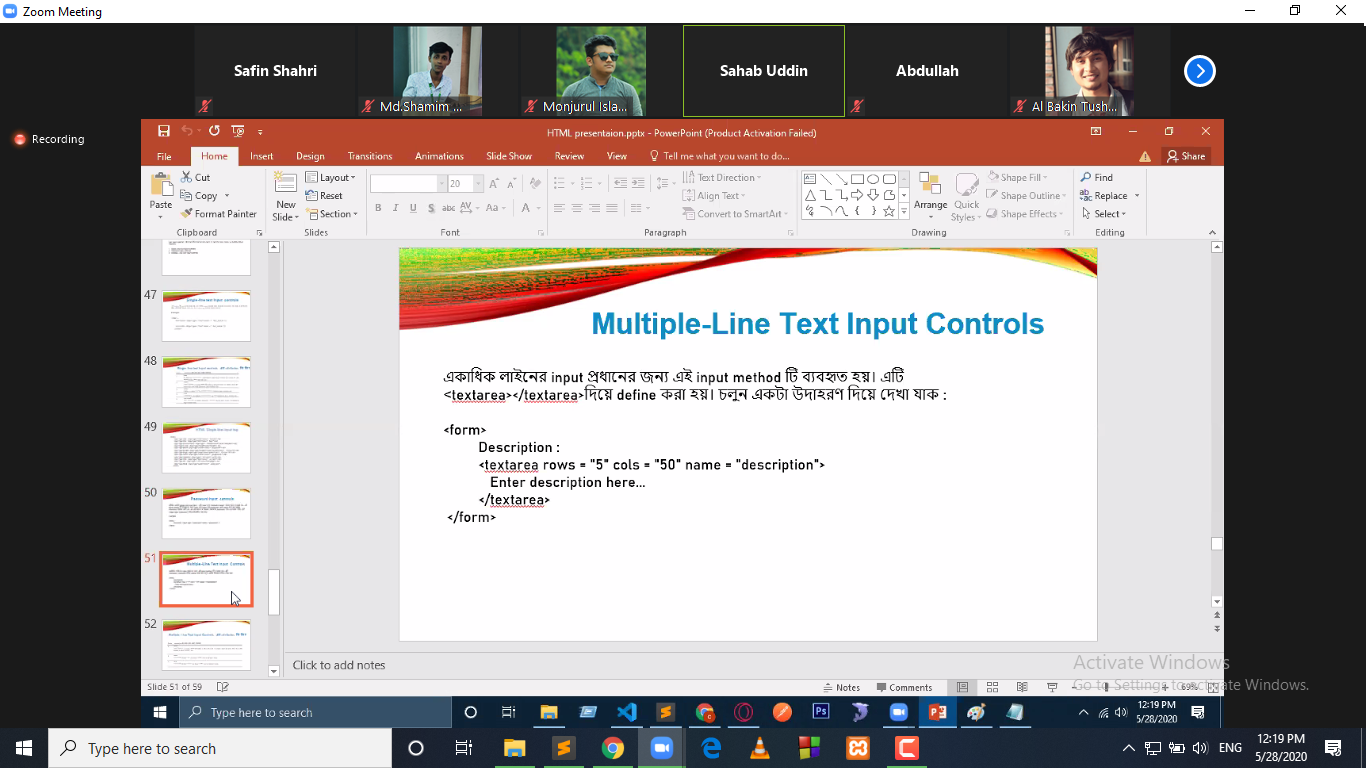 Zoom Meeting
Safin Shahri
Md.Shamim ...
Monjurul Isla...
Sahab Uddin
Abdullah
Al Bakin Tush...
Recording
HTML presentaion.pptx - PowerPoint (Product Activation Failed)
File Home Insert Design Transitions Animations Slide Show Review View Tell me what you want to do... Share
Paste Cut Copy Format Painter Clipboard
New Slide Layout Reset Section Slides
20
B I U S abc AV Aa A Font
Text Direction Align Text Convert to SmartArt Paragraph
Arrange Quick Styles Shape Fill Shape Outline Shape Effects Drawing
Find Replace Select Editing
47
48
49
50
51
52
Multiple-Line Text Input Controls
একাধিক লাইনের input প্রধানের জন্য এই input method টি ব্যবহৃত হয়। এটি
<textarea></textarea>দিয়ে define করা হয়। চলুন একটা উদাহরণ দিয়ে দেখা যাক :
<form>
Description :
<textarea rows = "5" cols = "50" name = "description">
Enter description here...
</textarea>
</form>
Click to add notes
Activate Windows
Go to Settings to activate Windows.
Slide 51 of 59
Notes Comments 69%
Type here to search
12:19 PM
5/28/2020
Type here to search
ENG
12:19 PM
5/28/2020